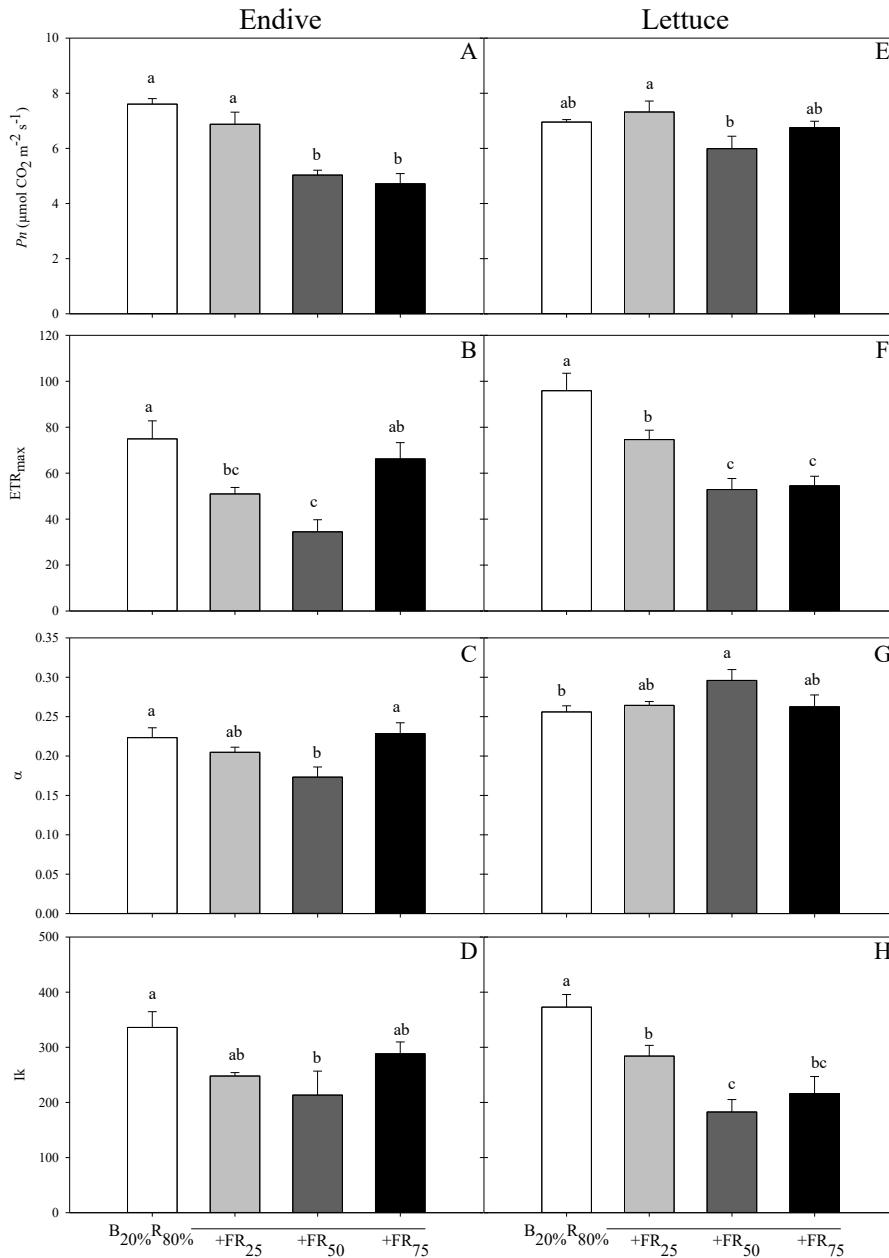 Endive Lettuce
A
E
Pn (μmol CO2 m-2 s-1)
10
8
6
4
2
0
a a b b
ab a b ab
B
F
ETRmax
120
100
80
60
40
20
0
a bc c ab
a b c c
C
G
α
0.35
0.30
0.25
0.20
0.15
0.10
0.05
0.00
a ab b a
b ab a ab
D
H
Ik
500
400
300
200
100
0
a ab b ab
a b c bc
B20%R80% +FR25 +FR50 +FR75 B20%R80% +FR25 +FR50 +FR75